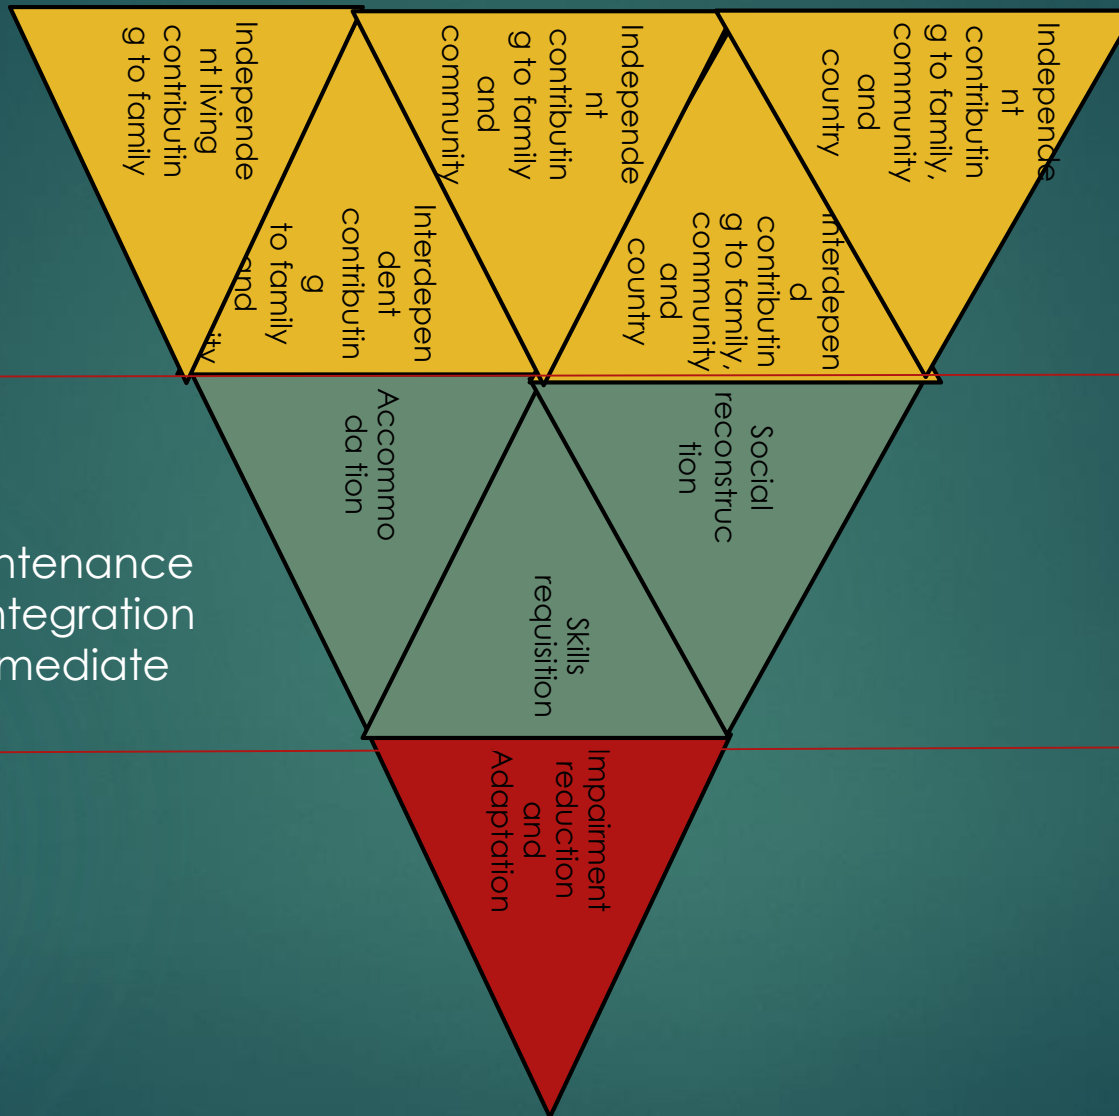 Independe
nt living
contributin
g to family
Interdepen
dent
contributin
g
to family
and
ity
Independe
nt
contributin
g to family
and
community
Interdepen
d
contributin
g to family,
community
and
country
Independe
nt
contributin
g to family,
community
and
country
Accommo
da tion
Skills
requisition
Social
reconstruc
tion
ntenance
ntegration
mediate
Impairment
reduction
and
Adaptation